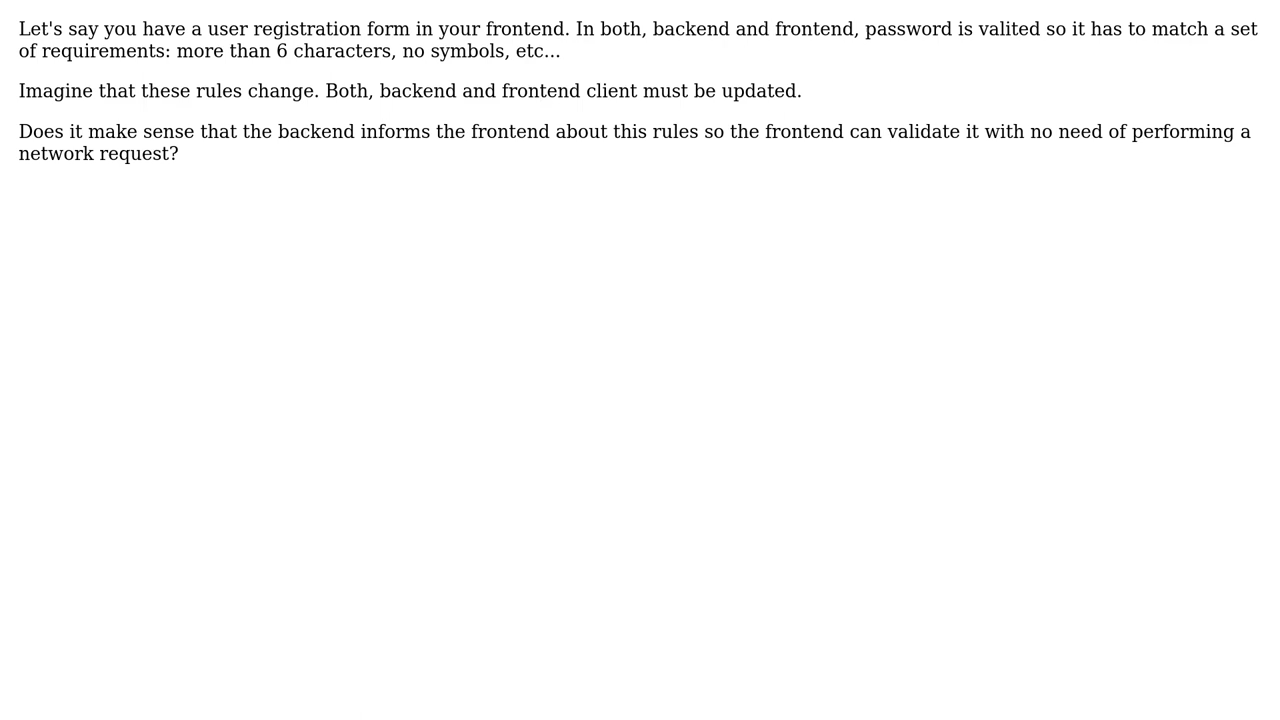 Let's say you have a user registration form in your frontend. In both, backend and frontend, password is valited so it has to match a set
of requirements: more than 6 characters, no symbols, etc...
Imagine that these rules change. Both, backend and frontend client must be updated.
Does it make sense that the backend informs the frontend about this rules so the frontend can validate it with no need of performing a
network request?